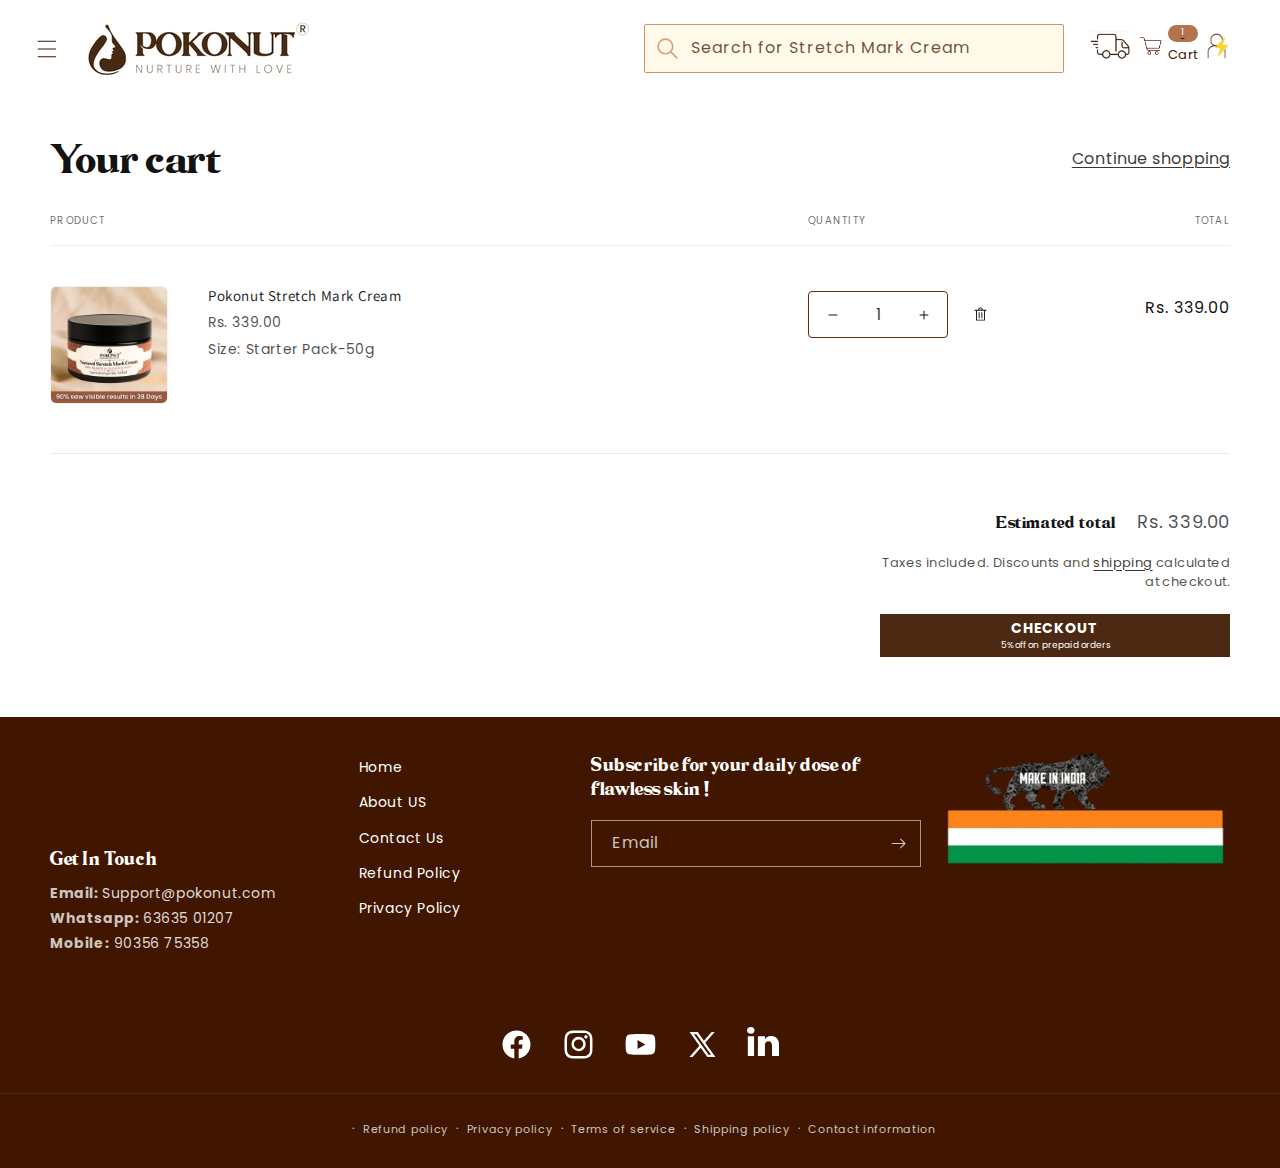 POKONUT®
NURTURE WITH LOVE
Search for Stretch Mark Cream
1
Cart
Your cart
Continue shopping
PRODUCT
QUANTITY
TOTAL
Pokonut Stretch Mark Cream
Rs. 339.00
Size: Starter Pack-50g
1
Rs. 339.00
POKONUT
Natural Stretch Mark Cream
90% saw visible results in 28 Days
Estimated total Rs. 339.00
Taxes included. Discounts and shipping calculated
at checkout.
CHECKOUT
5% off on prepaid orders
Get In Touch
Email: Support@pokonut.com
Whatsapp: 63635 01207
Mobile: 90356 75358
Home
About US
Contact Us
Refund Policy
Privacy Policy
Subscribe for your daily dose of
flawless skin !
Email
MAKE IN INDIA
· Refund policy · Privacy policy · Terms of service · Shipping policy · Contact information